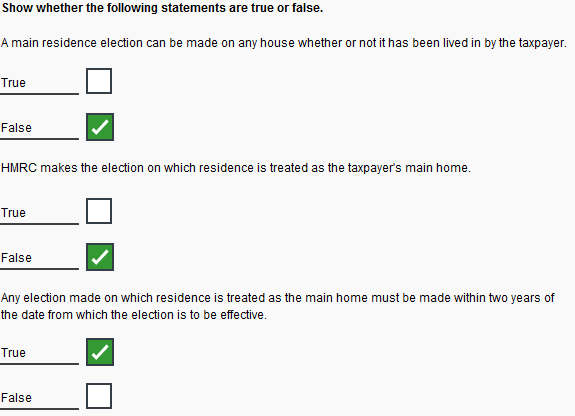 Show whether the following statements are true or false.
A main residence election can be made on any house whether or not it has been lived in by the taxpayer.
True
False
HMRC makes the election on which residence is treated as the taxpayer's main home.
True
False
Any election made on which residence is treated as the main home must be made within two years of
the date from which the election is to be effective.
True
False